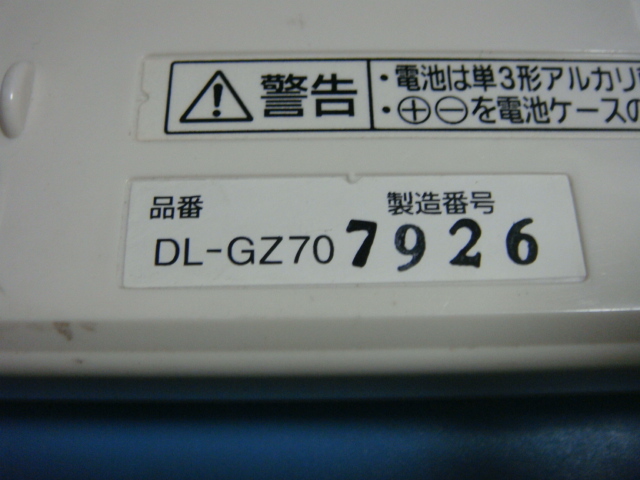 警告
・電池は単3形アルカリ
・⊕⊖を電池ケースの
品番 製造番号
DL-GZ70 7926